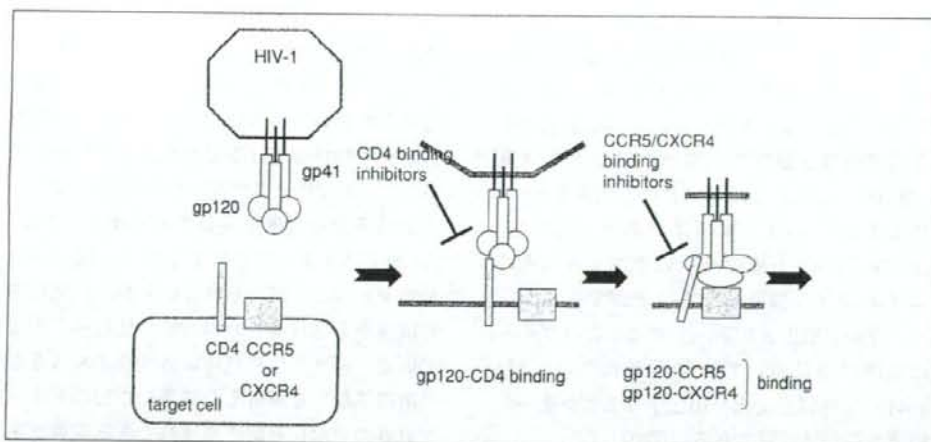 HIV-1
gp41
gp120
CD4 CCR5
or
CXCR4
target cell
CD4 binding
inhibitors
gp120-CD4 binding
CCR5/CXCR4
binding
inhibitors
gp120-CCR5
gp120-CXCR4
binding